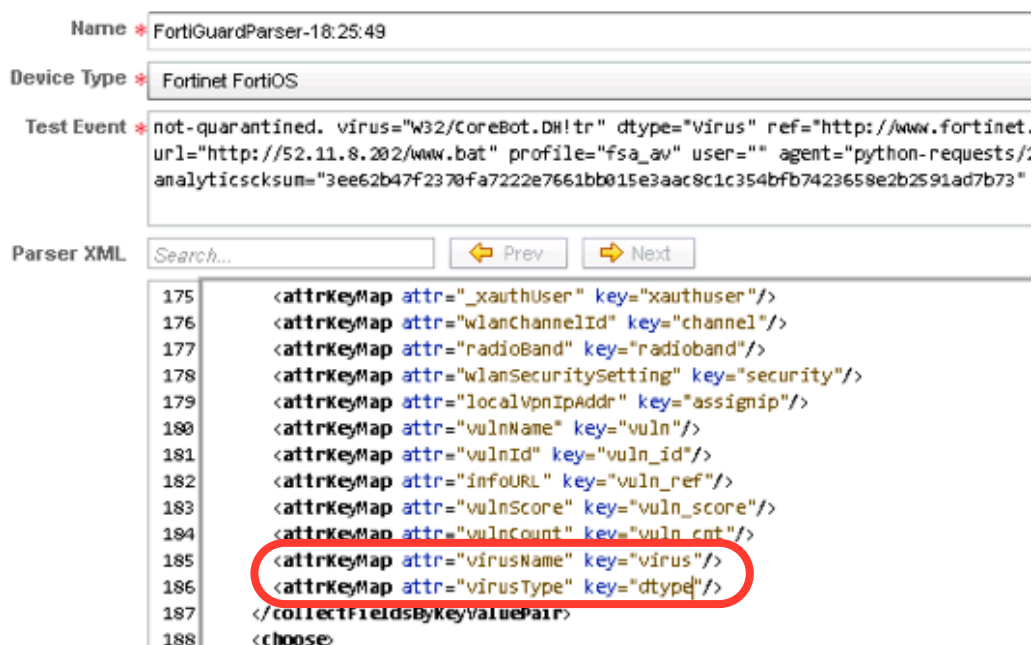 Name * FortiGuardParser-18:25:49
Device Type * Fortinet FortiOS
Test Event * not-quarantined. virus="W32/CoreBot.DH!tr" dtype="Virus" ref="http://www.fortinet.
url="http://52.11.8.202/www.bat" profile="fsa_av" user="" agent="python-requests/2
analyticscksum="3ee62b47f2370fa7222e7661bb015e3aac8c1c354bfb7423658e2b2591ad7b73"
Parser XML Search... Prev Next
175 <attrKeyMap attr="_xauthUser" key="xauthuser"/>
176 <attrKeyMap attr="wlanChannelId" key="channel"/>
177 <attrKeyMap attr="radioBand" key="radioband"/>
178 <attrKeyMap attr="wlanSecuritySetting" key="security"/>
179 <attrKeyMap attr="localVpnIpAddr" key="assignip"/>
180 <attrKeyMap attr="vulnName" key="vuln"/>
181 <attrKeyMap attr="vulnId" key="vuln_id"/>
182 <attrKeyMap attr="infoURL" key="vuln_ref"/>
183 <attrKeyMap attr="vulnScore" key="vuln_score"/>
184 <attrKeyMap attr="vulnCount" key="vuln_cnt"/>
185 <attrKeyMap attr="virusName" key="virus"/>
186 <attrKeyMap attr="virusType" key="dtype"/>
187 </collectFieldsByKeyValuePair>
188 <choose>